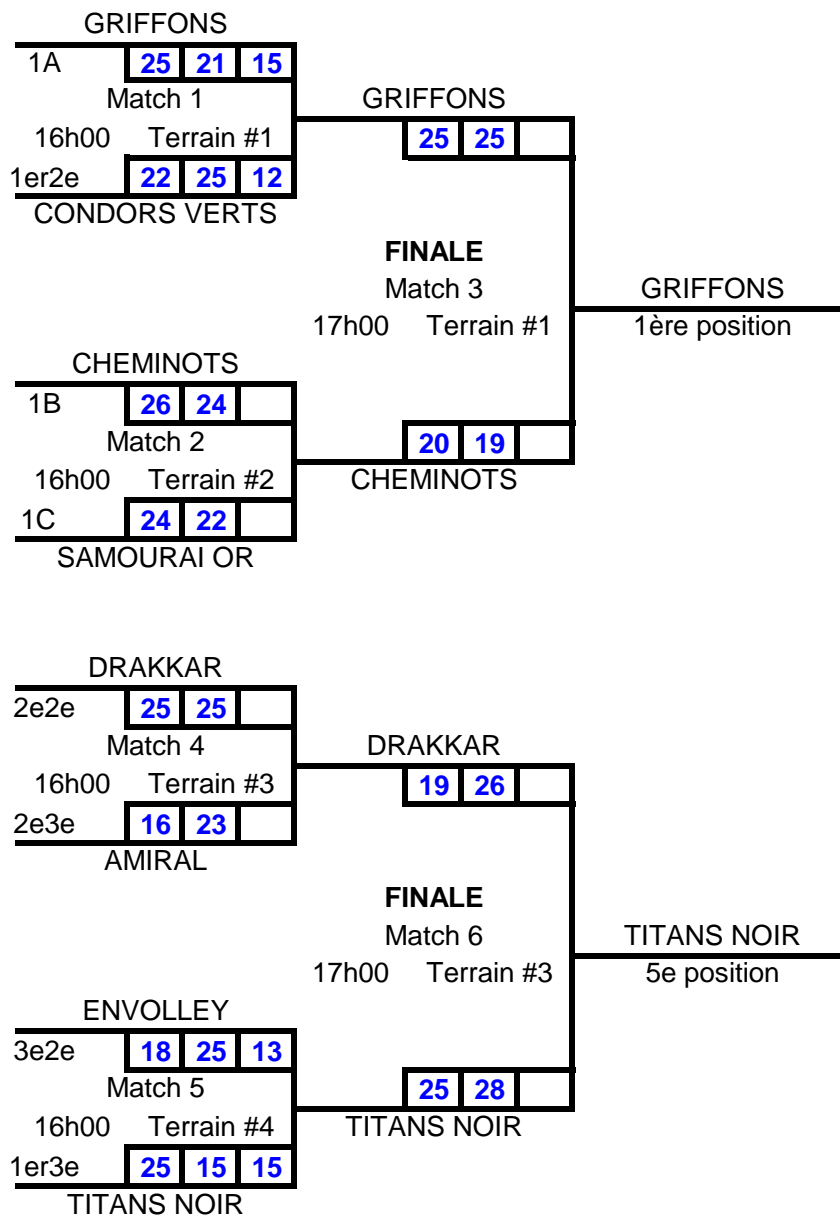 GRIFFONS
1A 25 21 15
Match 1 GRIFFONS
16h00 Terrain #1 25 25
1er2e 22 25 12
CONDORS VERTS
FINALE
Match 3 GRIFFONS
17h00 Terrain #1 1ère position
CHEMINOTS
1B 26 24
Match 2 20 19
16h00 Terrain #2 CHEMINOTS
1C 24 22
SAMOURAI OR
DRAKKAR
2e2e 25 25
Match 4 DRAKKAR
16h00 Terrain #3 19 26
2e3e 16 23
AMIRAL
FINALE
Match 6 TITANS NOIR
17h00 Terrain #3 5e position
ENVOLLEY
3e2e 18 25 13
Match 5 25 28
16h00 Terrain #4 TITANS NOIR
1er3e 25 15 15
TITANS NOIR